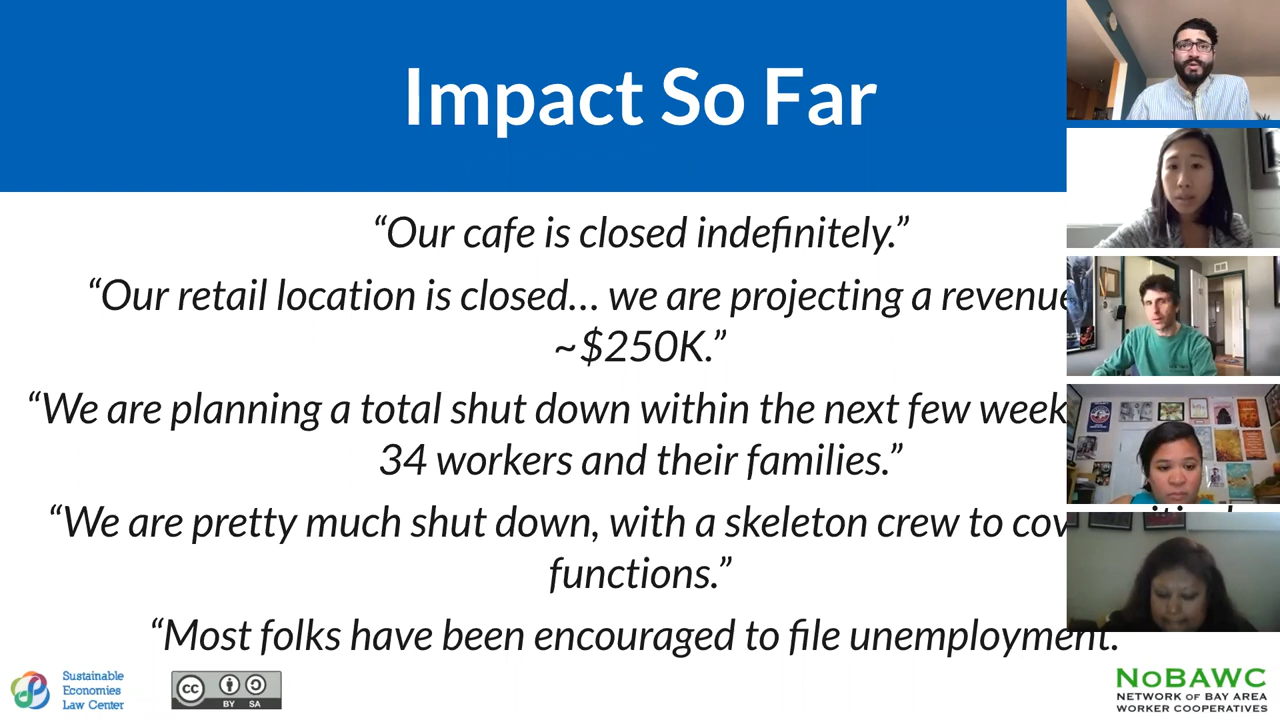 Impact So Far
“Our cafe is closed indefinitely.”
“Our retail location is closed... we are projecting a revenue
~$250K.”
“We are planning a total shut down within the next few week
34 workers and their families.”
“We are pretty much shut down, with a skeleton crew to
functions.”
“Most folks have been encouraged to file unemployment.
Sustainable
Economies
Law Center
CC
BY SA
NoBAWC
NETWORK OF BAY AREA
WORKER COOPERATIVES